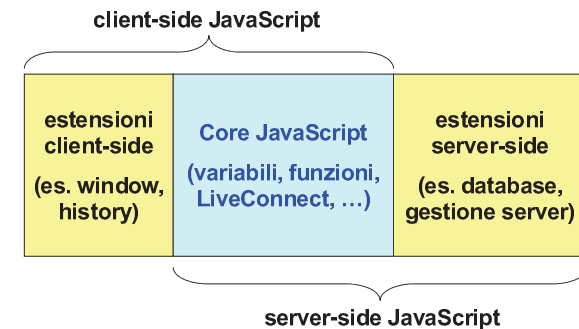 client-side JavaScript
estensioni
client-side
(es. window,
history)
Core JavaScript
(variabili, funzioni,
LiveConnect, …)
estensioni
server-side
(es. database,
gestione server)
server-side JavaScript